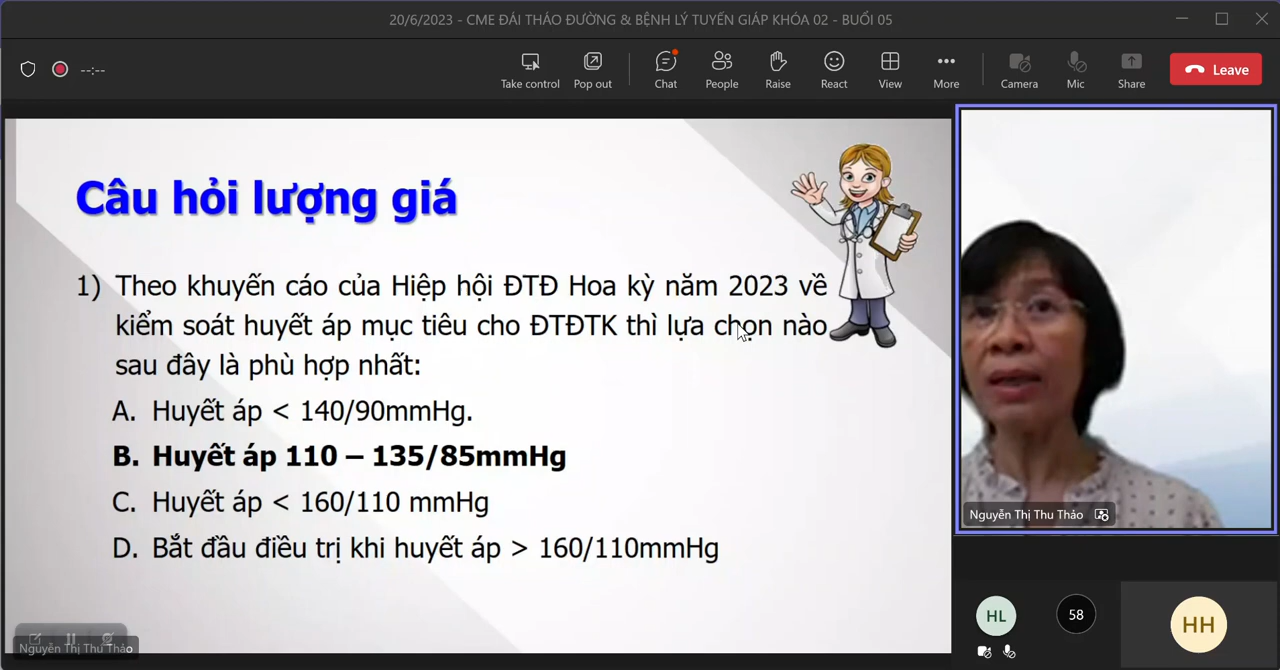 20/6/2023 - CME ĐÁI THÁO ĐƯỜNG & BỆNH LÝ TUYẾN GIÁP KHÓA 02 - BUỔI 05
--:--
Take control
Pop out
Chat
People
Raise
React
View
More
Camera
Mic
Share
Leave
Câu hỏi lượng giá
1) Theo khuyến cáo của Hiệp hội ĐTĐ Hoa kỳ năm 2023 về
kiểm soát huyết áp mục tiêu cho ĐTĐTK thì lựa chọn nào
sau đây là phù hợp nhất:
A. Huyết áp < 140/90mmHg.
B. Huyết áp 110 – 135/85mmHg
C. Huyết áp < 160/110 mmHg
D. Bắt đầu điều trị khi huyết áp > 160/110mmHg
Nguyễn Thị Thu Thảo
Nguyễn Thị Thu Thảo
HL
58
HH